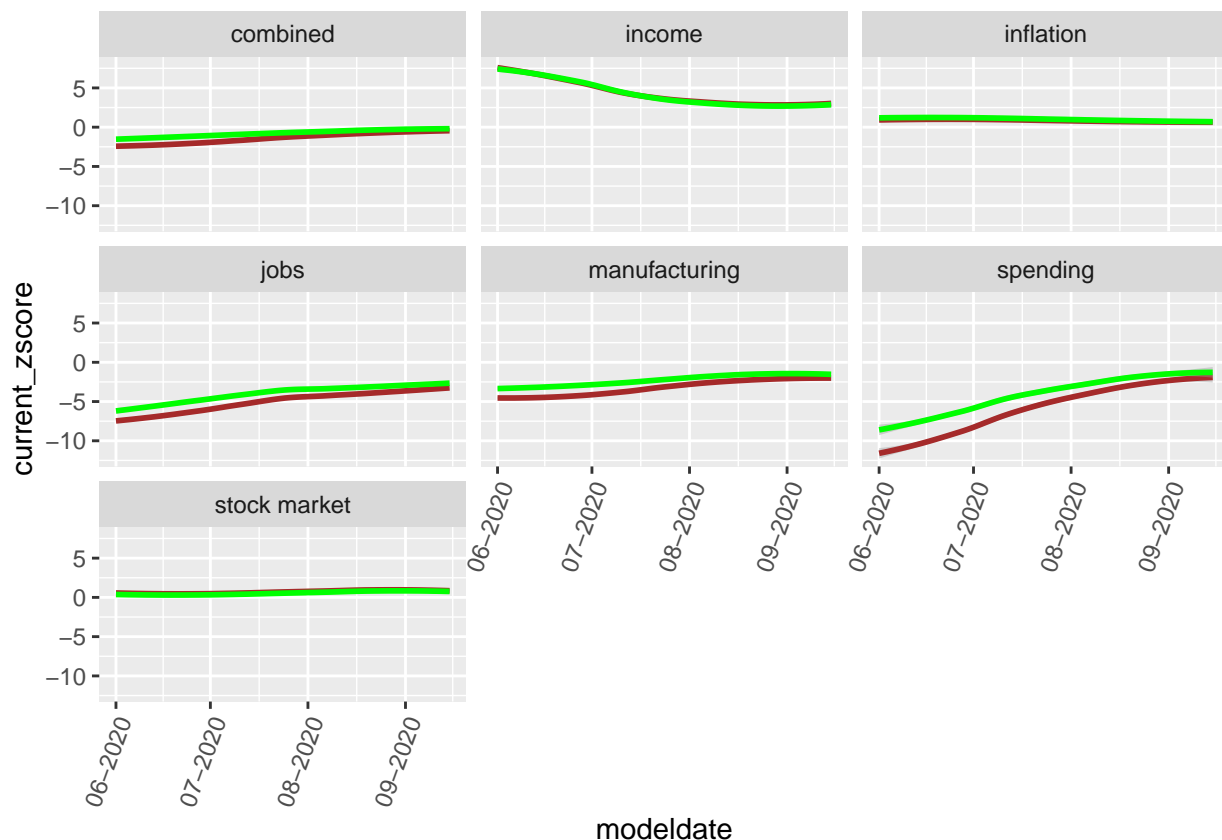 combined income inflation
5
0
−5
−10
jobs manufacturing spending
5
0
−5
−10
current_zscore
06−2020 07−2020 08−2020 09−2020 06−2020 07−2020 08−2020 09−2020
stock market
5
0
−5
−10
06−2020 07−2020 08−2020 09−2020
modeldate